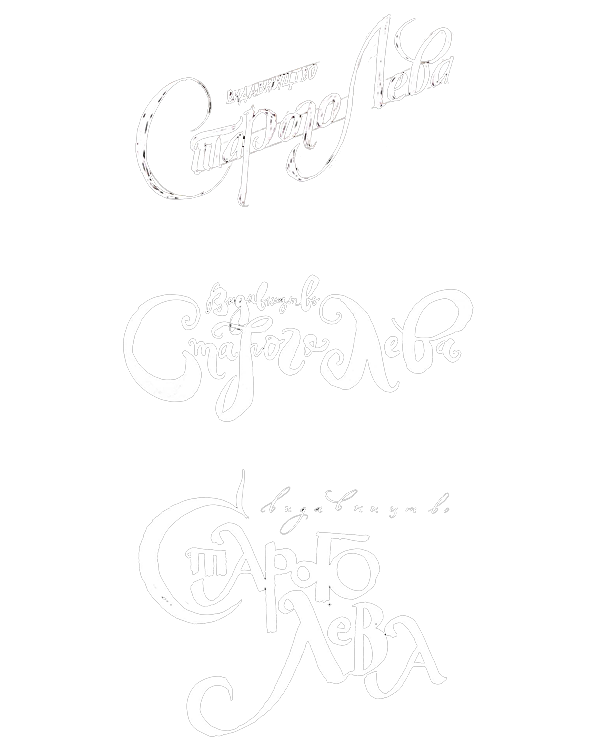 Видавництво
Старого Лева
Видавництво
Старого Лева
видавництво
Старого
Лева